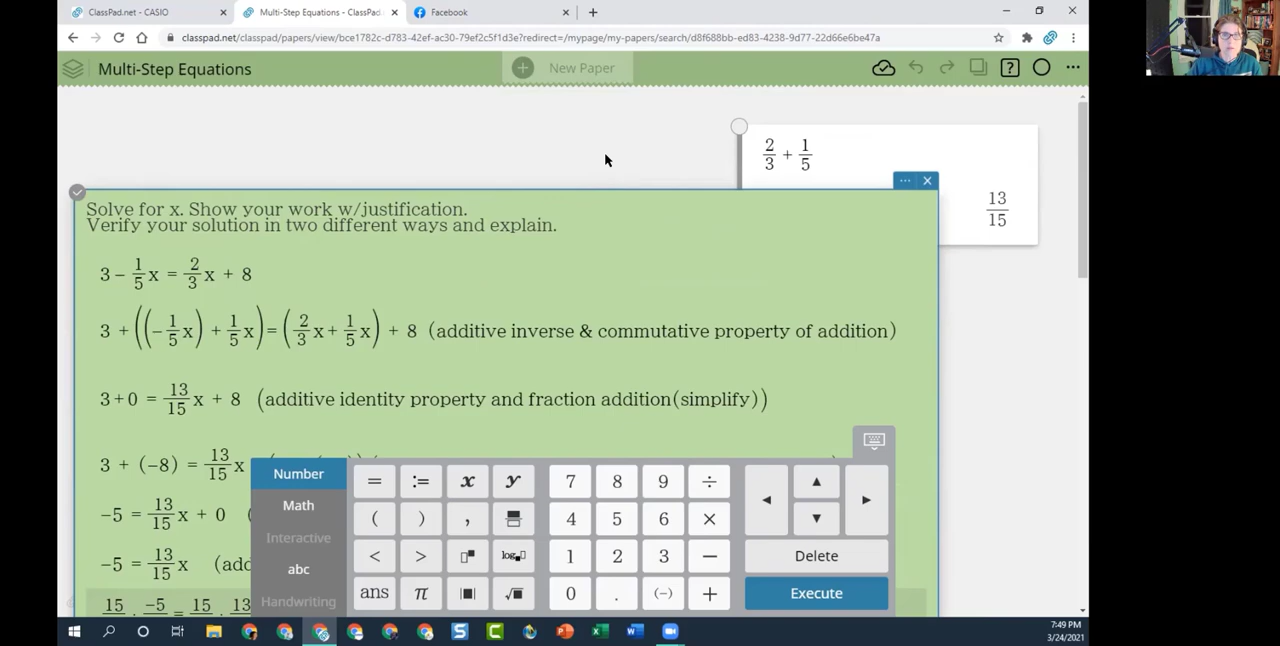 ClassPad.net - CASIO
Multi-Step Equations - ClassPad
Facebook
classpad.net/classpad/papers/view/bce1782c-d783-42ef-ac30-79ef2c5f1d3e?redirect=/mypage/my-papers/search/d8f688bb-ed83-4238-9d77-22d66e6be47a
Multi-Step Equations
New Paper
2/3 + 1/5
13/15
Solve for x. Show your work w/justification.
Verify your solution in two different ways and explain.
3 - 1/5 x = 2/3 x + 8
3 + ((-1/5 x) + 1/5 x) = (2/3 x + 1/5 x) + 8 (additive inverse & commutative property of addition)
3+0 = 13/15 x + 8 (additive identity property and fraction addition(simplify))
3 + (-8) = 13/15 x
-5 = 13/15 x + 0 (
-5 = 13/15 x (add
15 · -5 = 15 · 13
Number = := x y 7 8 9 ÷ ◄ ▲ ►
Math ( ) , 4 5 6 × ▼
Interactive < > log 1 2 3 − Delete
abc
Handwriting ans π √ 0 . (−) + Execute
7:49 PM
3/24/2021